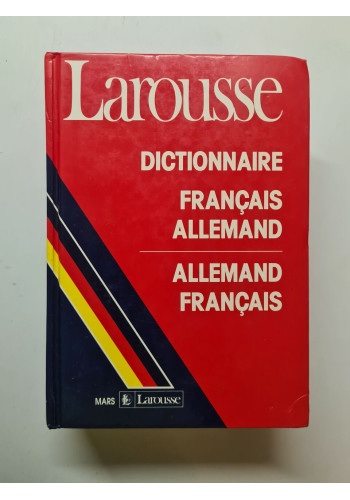 Larousse
DICTIONNAIRE
FRANÇAIS
ALLEMAND
ALLEMAND
FRANÇAIS
MARS Larousse